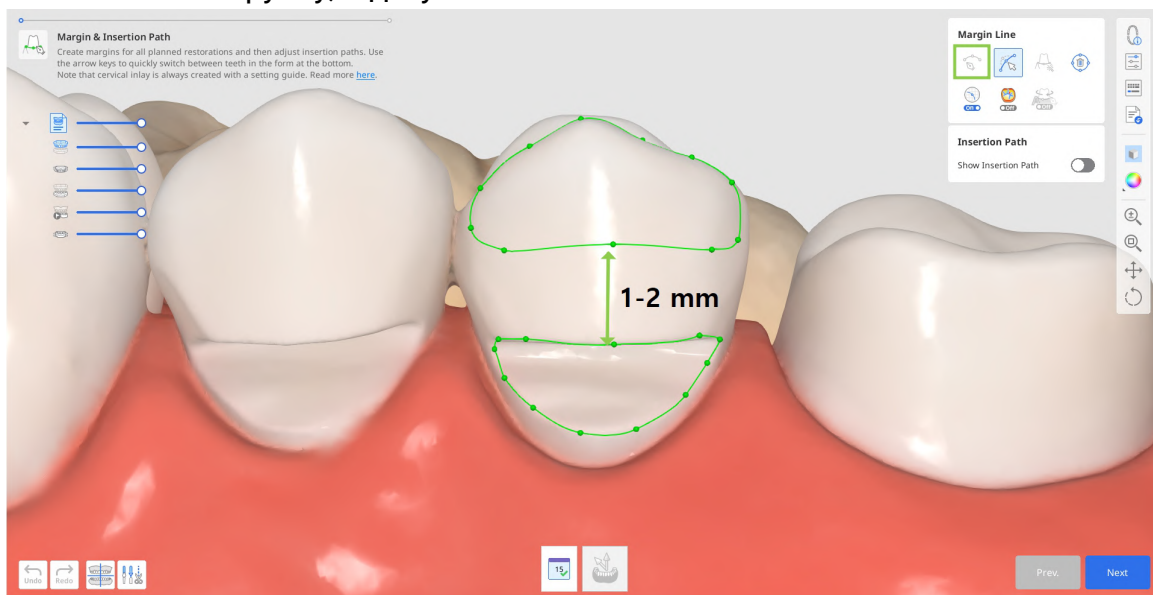 Margin & Insertion Path
Create margins for all planned restorations and then adjust insertion paths. Use
the arrow keys to quickly switch between teeth in the form at the bottom.
Note that cervical inlay is always created with a setting guide. Read more here.
Margin Line
ON
OFF
Insertion Path
Show Insertion Path
1-2 mm
Undo
Redo
15
Prev.
Next